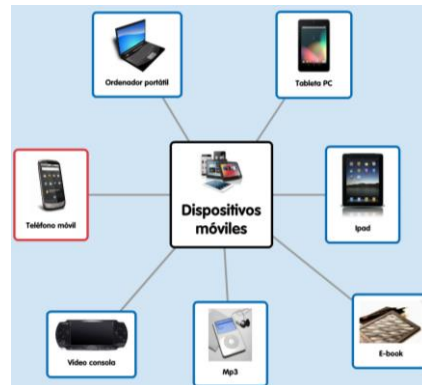 Ordenador portátil
Tableta PC
Teléfono móvil
Dispositivos
móviles
Ipad
Video consola
Mp3
E-book